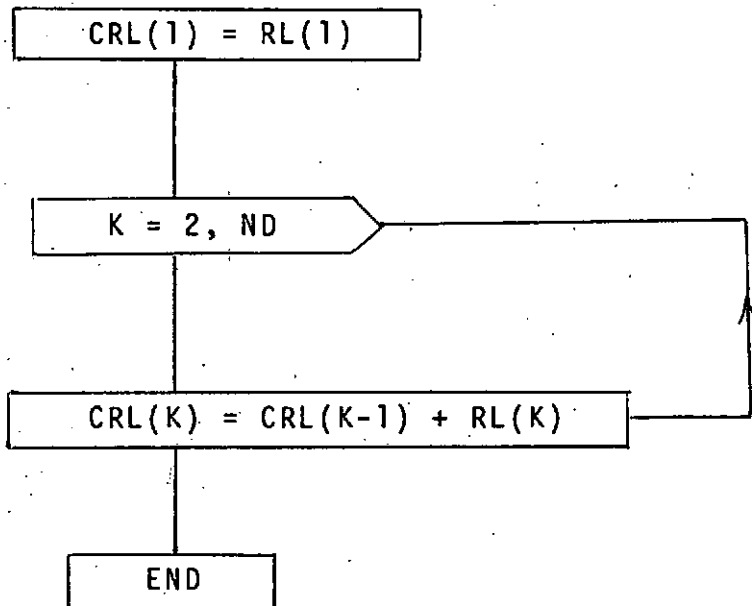 CRL(1) = RL(1)
K = 2, ND
CRL(K) = CRL(K-1) + RL(K)
END